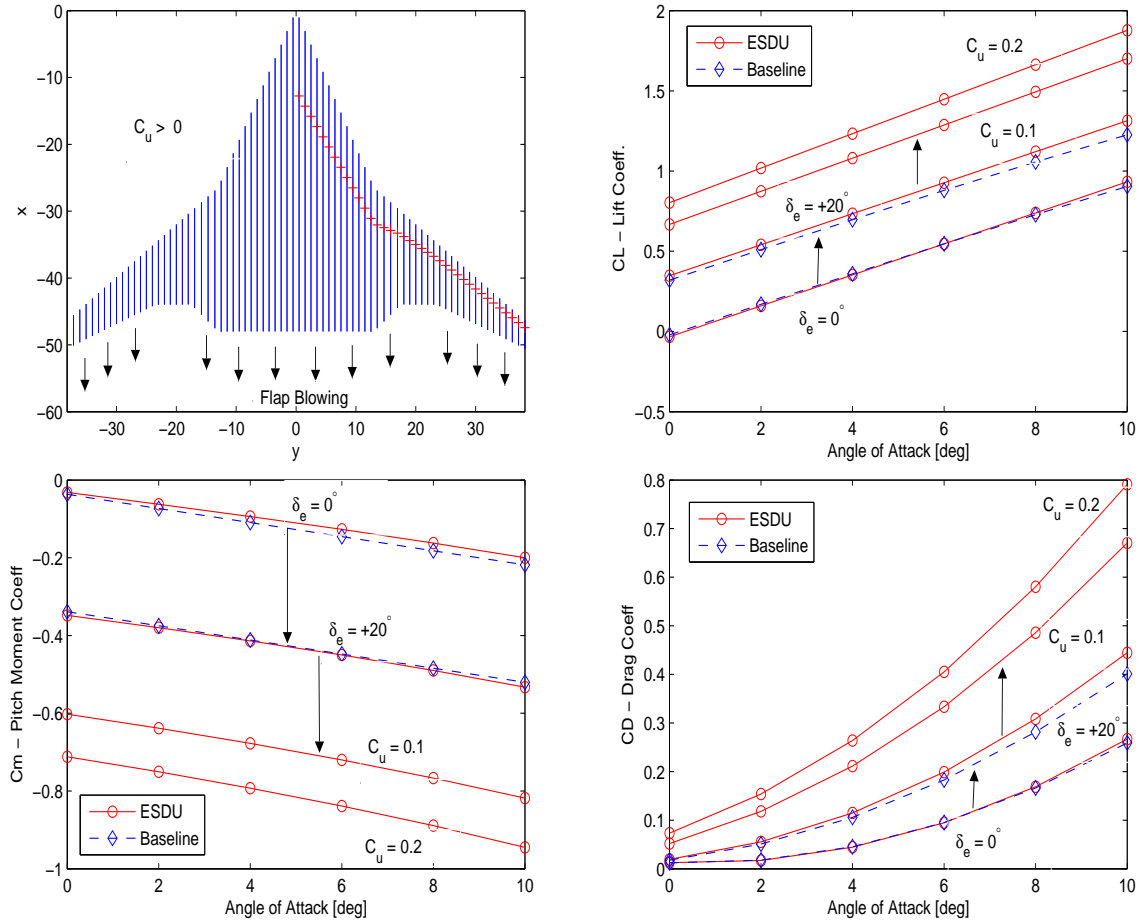 0
−10
−20
−30
−40
−50
−60
x
C_u > 0
Flap Blowing
−30 −20 −10 0 10 20 30
y
2
1.5
1
0.5
0
−0.5
CL − Lift Coeff.
ESDU
Baseline
C_u = 0.2
C_u = 0.1
δ_e = +20°
δ_e = 0°
0 2 4 6 8 10
Angle of Attack [deg]
0
−0.2
−0.4
−0.6
−0.8
−1
Cm − Pitch Moment Coeff
δ_e = 0°
δ_e = +20°
C_u = 0.1
C_u = 0.2
ESDU
Baseline
0 2 4 6 8 10
Angle of Attack [deg]
0.8
0.7
0.6
0.5
0.4
0.3
0.2
0.1
0
CD − Drag Coeff
ESDU
Baseline
C_u = 0.2
C_u = 0.1
δ_e = +20°
δ_e = 0°
0 2 4 6 8 10
Angle of Attack [deg]